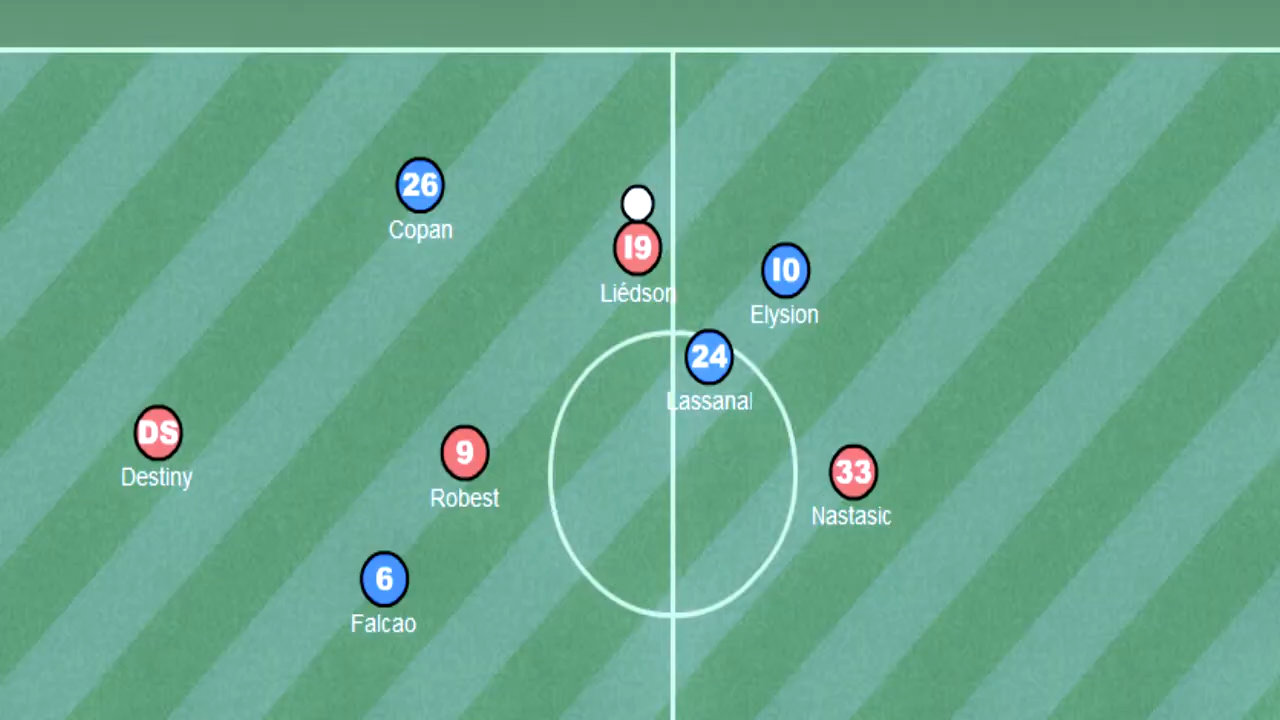 26
Copan
19
Liédson
10
Elysion
24
Lassanal
DS
Destiny
9
Robest
33
Nastasic
6
Falcao